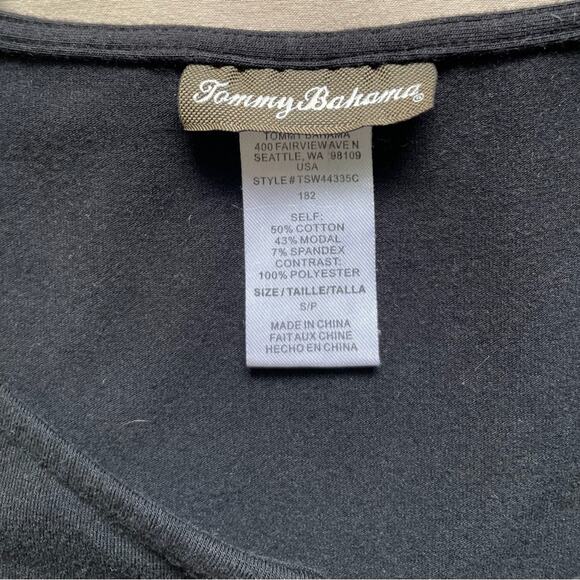 Tommy Bahama®
TOMMY BAHAMA
400 FAIRVIEW AVE N
SEATTLE, WA 98109
USA
STYLE # TSW44335C
182
SELF:
50% COTTON
43% MODAL
7% SPANDEX
CONTRAST:
100% POLYESTER
SIZE / TAILLE / TALLA
S/P
MADE IN CHINA
FAIT AUX CHINE
HECHO EN CHINA